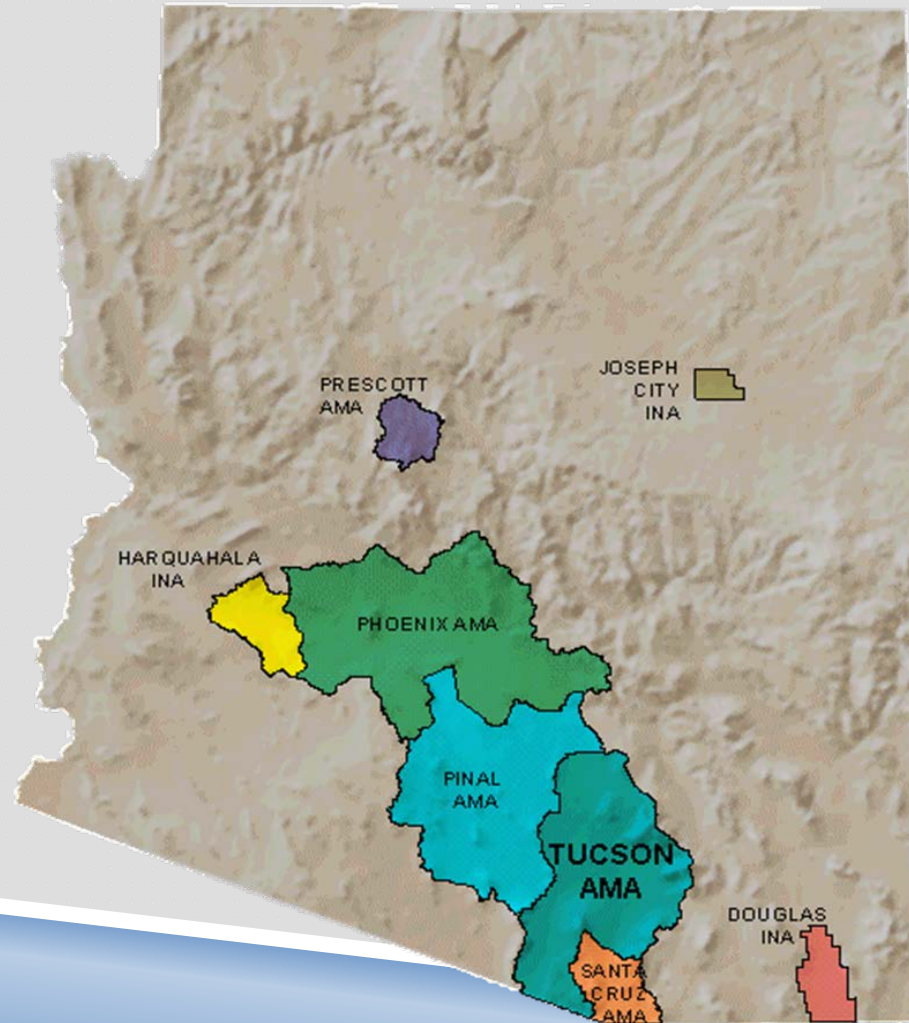 PRESCOTT
AMA
JOSEPH
CITY
INA
HARQUAHALA
INA
PHOENIX AMA
PINAL
AMA
TUCSON
AMA
DOUGLAS
INA
SANTA
CRUZ
AMA